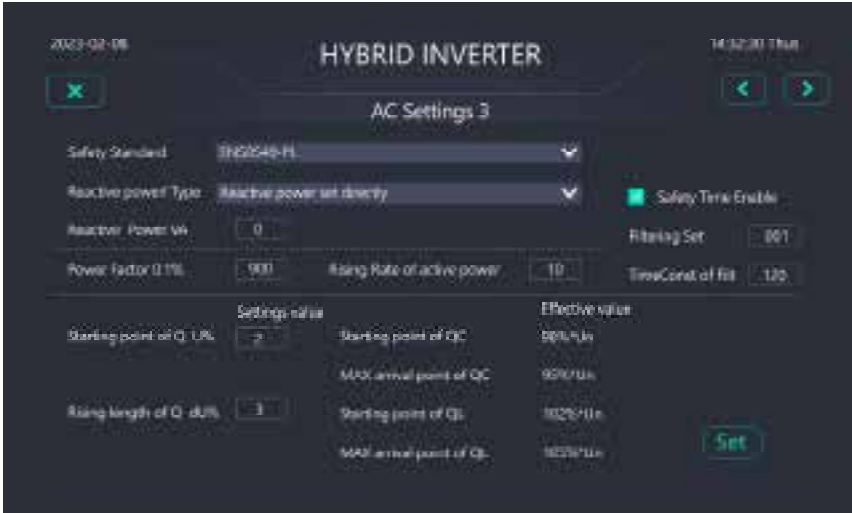 2023-02-08 14:32:30 Thus
HYBRID INVERTER
AC Settings 3
Safety Standard EN50549-PL
Reactive powerl Type Reactive power set directly
Safety Time Enable
Reactive Power VA 0
Filtering Set 001
Power Factor 0.1% 900 Rising Rate of active power 10
TimeConst of filt 120
Settings value Effective value
Starting point of Q U% 2 Starting point of QC 98%*Un
MAX arrival point of QC 95%*Un
Rising length of Q dU% 3 Starting point of QL 102%*Un
MAX arrival point of QL 105%*Un
Set